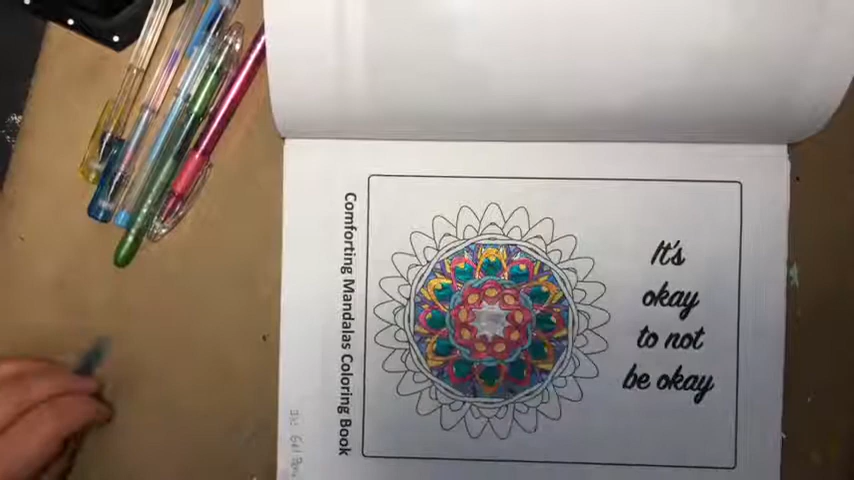 It's
okay
to not
be okay
Comforting Mandalas Coloring Book